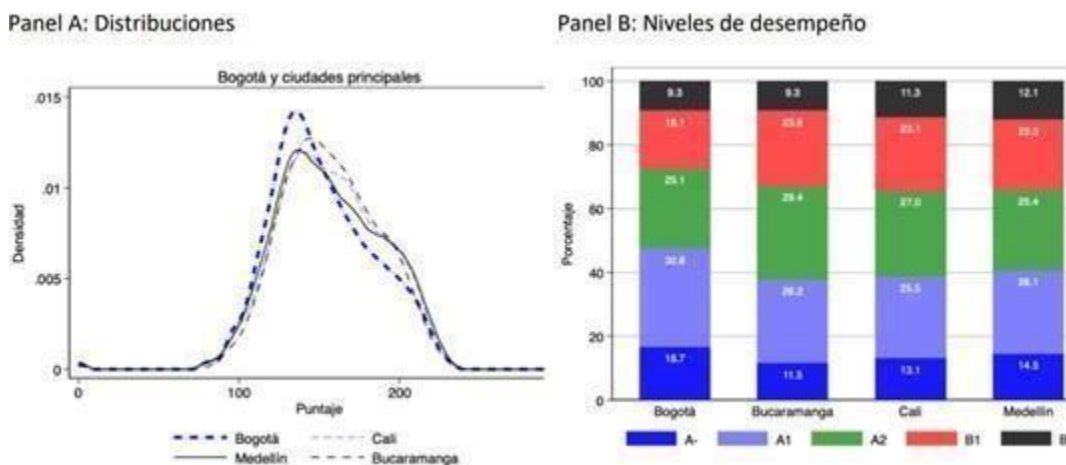 Panel A: Distribuciones
Bogotá y ciudades principales
.015
.01
.005
0
Densidad
0
100
200
Puntaje
Bogotá
Cali
Medellín
Bucaramanga
Panel B: Niveles de desempeño
100
80
60
40
20
0
Porcentaje
9.3
9.3
11.3
12.1
18.1
23.1
25.1
29.4
27.0
25.4
30.8
26.2
25.5
26.1
16.7
11.5
13.1
14.5
Bogotá
Bucaramanga
Cali
Medellín
A-
A1
A2
B1
B